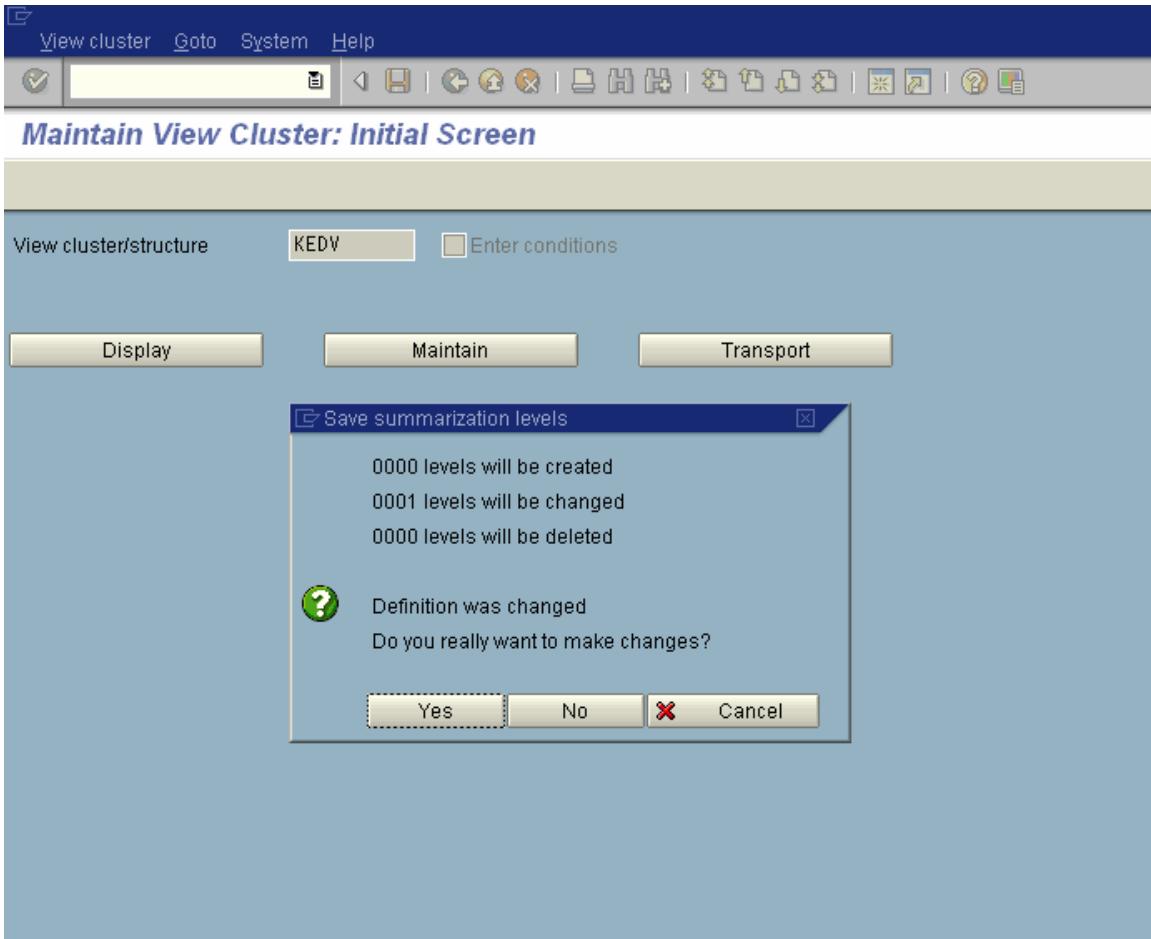 View cluster Goto System Help
Maintain View Cluster: Initial Screen
View cluster/structure KEDV Enter conditions
Display Maintain Transport
Save summarization levels
0000 levels will be created
0001 levels will be changed
0000 levels will be deleted
Definition was changed
Do you really want to make changes?
Yes No Cancel